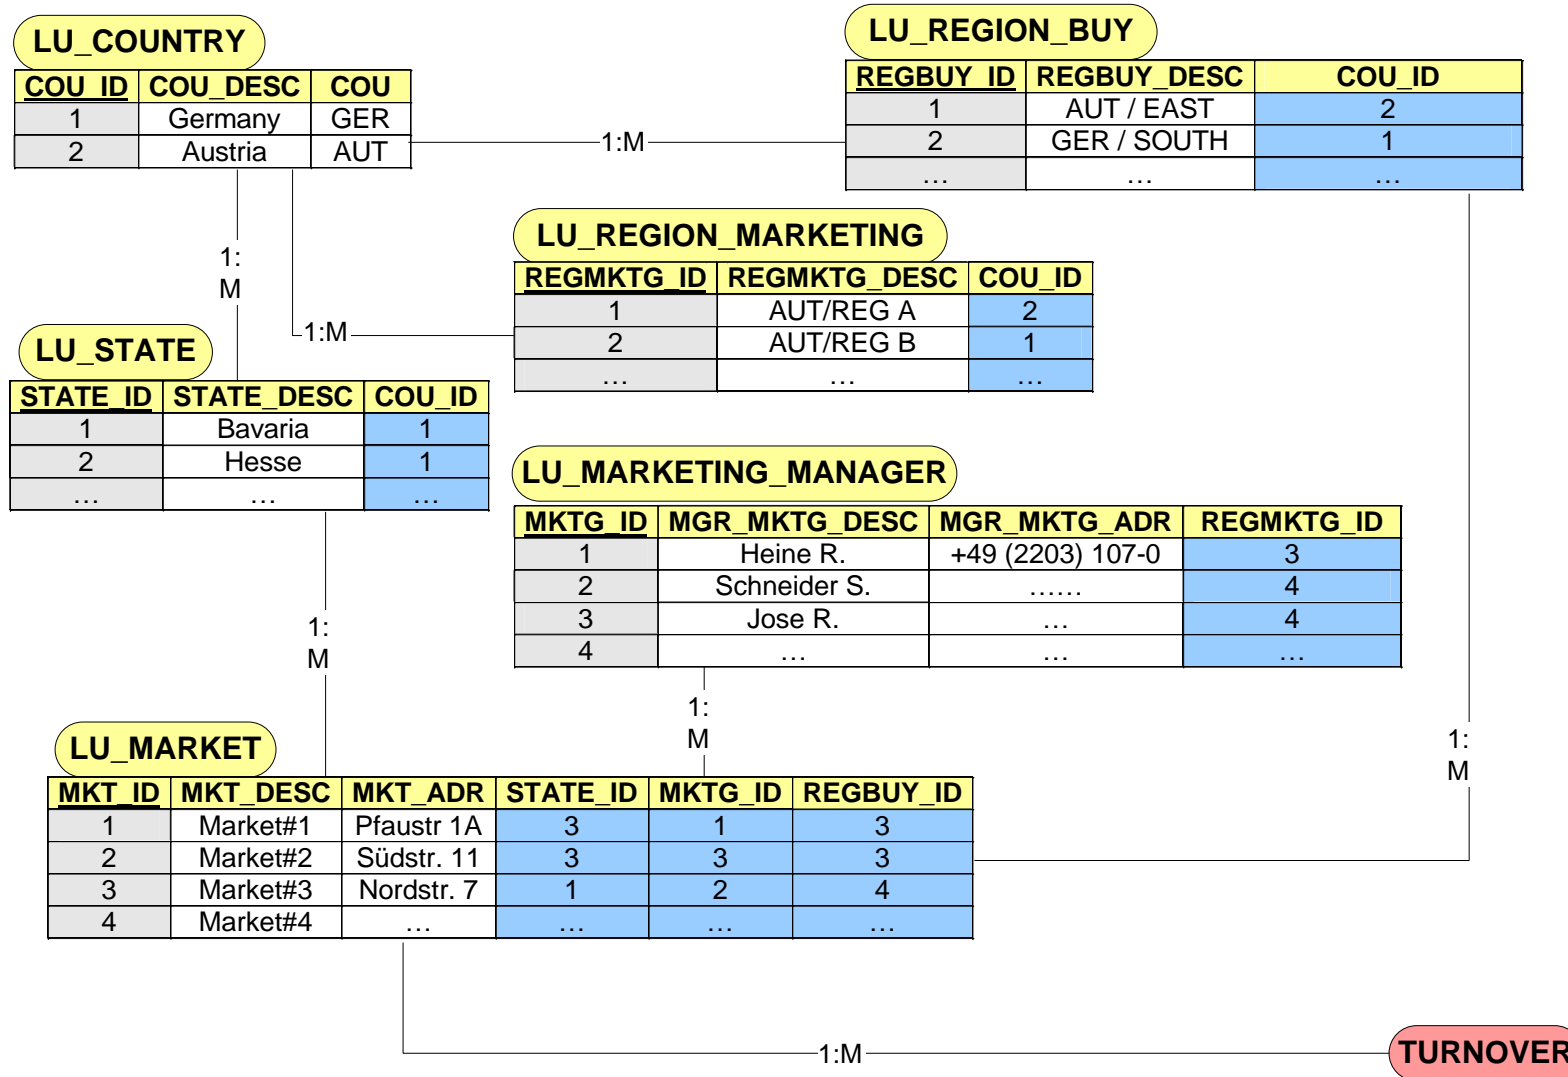 LU_COUNTRY
COU_ID COU_DESC COU
1 Germany GER
2 Austria AUT
LU_REGION_BUY
REGBUY_ID REGBUY_DESC COU_ID
1 AUT / EAST 2
2 GER / SOUTH 1
... ... ...
1:M
1:
M
1:M
LU_REGION_MARKETING
REGMKTG_ID REGMKTG_DESC COU_ID
1 AUT/REG A 2
2 AUT/REG B 1
... ... ...
LU_STATE
STATE_ID STATE_DESC COU_ID
1 Bavaria 1
2 Hesse 1
... ... ...
LU_MARKETING_MANAGER
MKTG_ID MGR_MKTG_DESC MGR_MKTG_ADR REGMKTG_ID
1 Heine R. +49 (2203) 107-0 3
2 Schneider S. ...... 4
3 Jose R. ... 4
4 ... ... ...
1:
M
1:
M
1:
M
LU_MARKET
MKT_ID MKT_DESC MKT_ADR STATE_ID MKTG_ID REGBUY_ID
1 Market#1 Pfaustr 1A 3 1 3
2 Market#2 Südstr. 11 3 3 3
3 Market#3 Nordstr. 7 1 2 4
4 Market#4 ... ... ... ...
1:M
TURNOVER